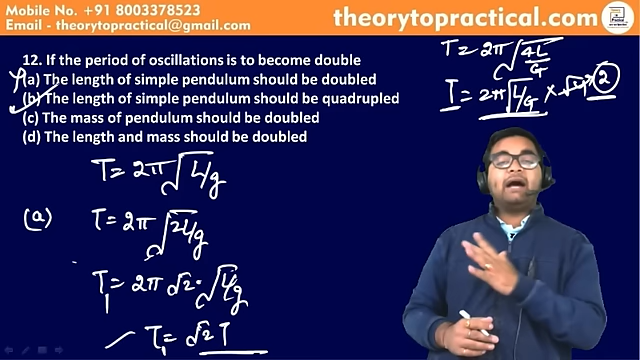 Mobile No. +91 8003378523
Email - theorytopractical@gmail.com
theorytopractical.com
12. If the period of oscillations is to become double
(a) The length of simple pendulum should be doubled
(b) The length of simple pendulum should be quadrupled
(c) The mass of pendulum should be doubled
(d) The length and mass should be doubled
T = 2π √4L/G
T = 2π √L/G × √4 2
T = 2π √L/g
(a) T = 2π √2L/g
T1 = 2π √2 · √L/g
T1 = √2 T